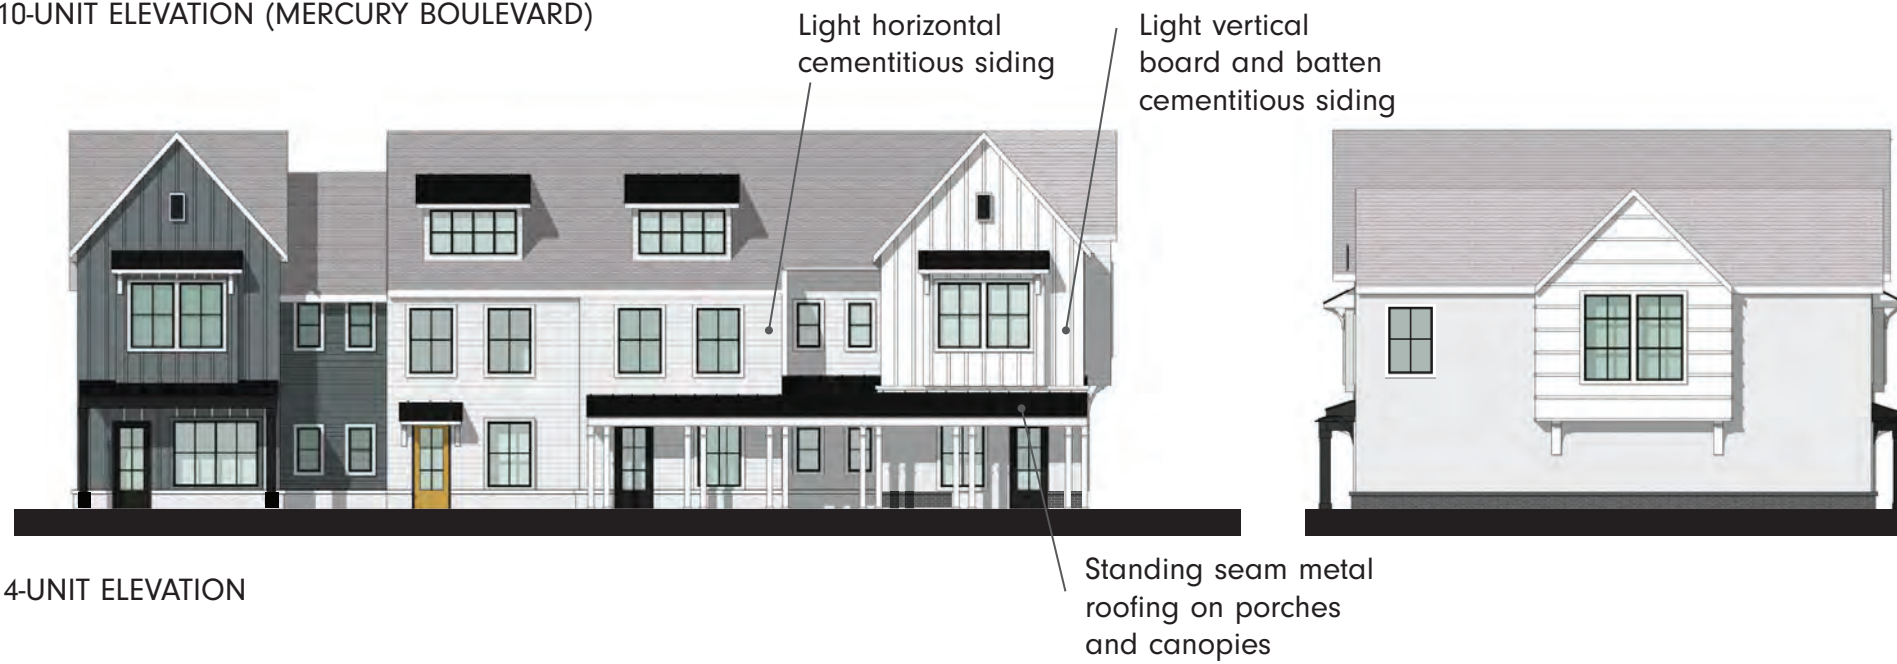 10-UNIT ELEVATION (MERCURY BOULEVARD)
Light horizontal
cementitious siding
Light vertical
board and batten
cementitious siding
4-UNIT ELEVATION
Standing seam metal
roofing on porches
and canopies